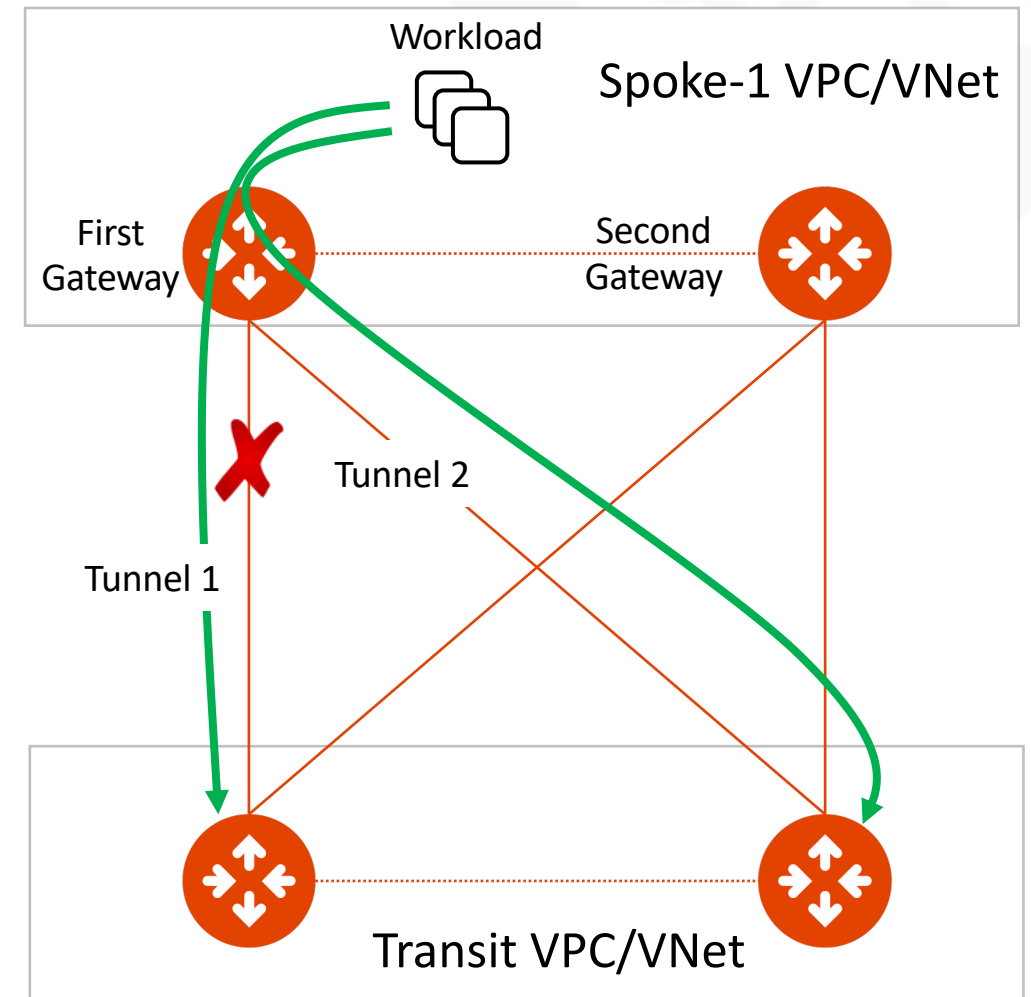 Workload
Spoke-1 VPC/VNet
First
Gateway
Second
Gateway
Tunnel 2
Tunnel 1
Transit VPC/VNet